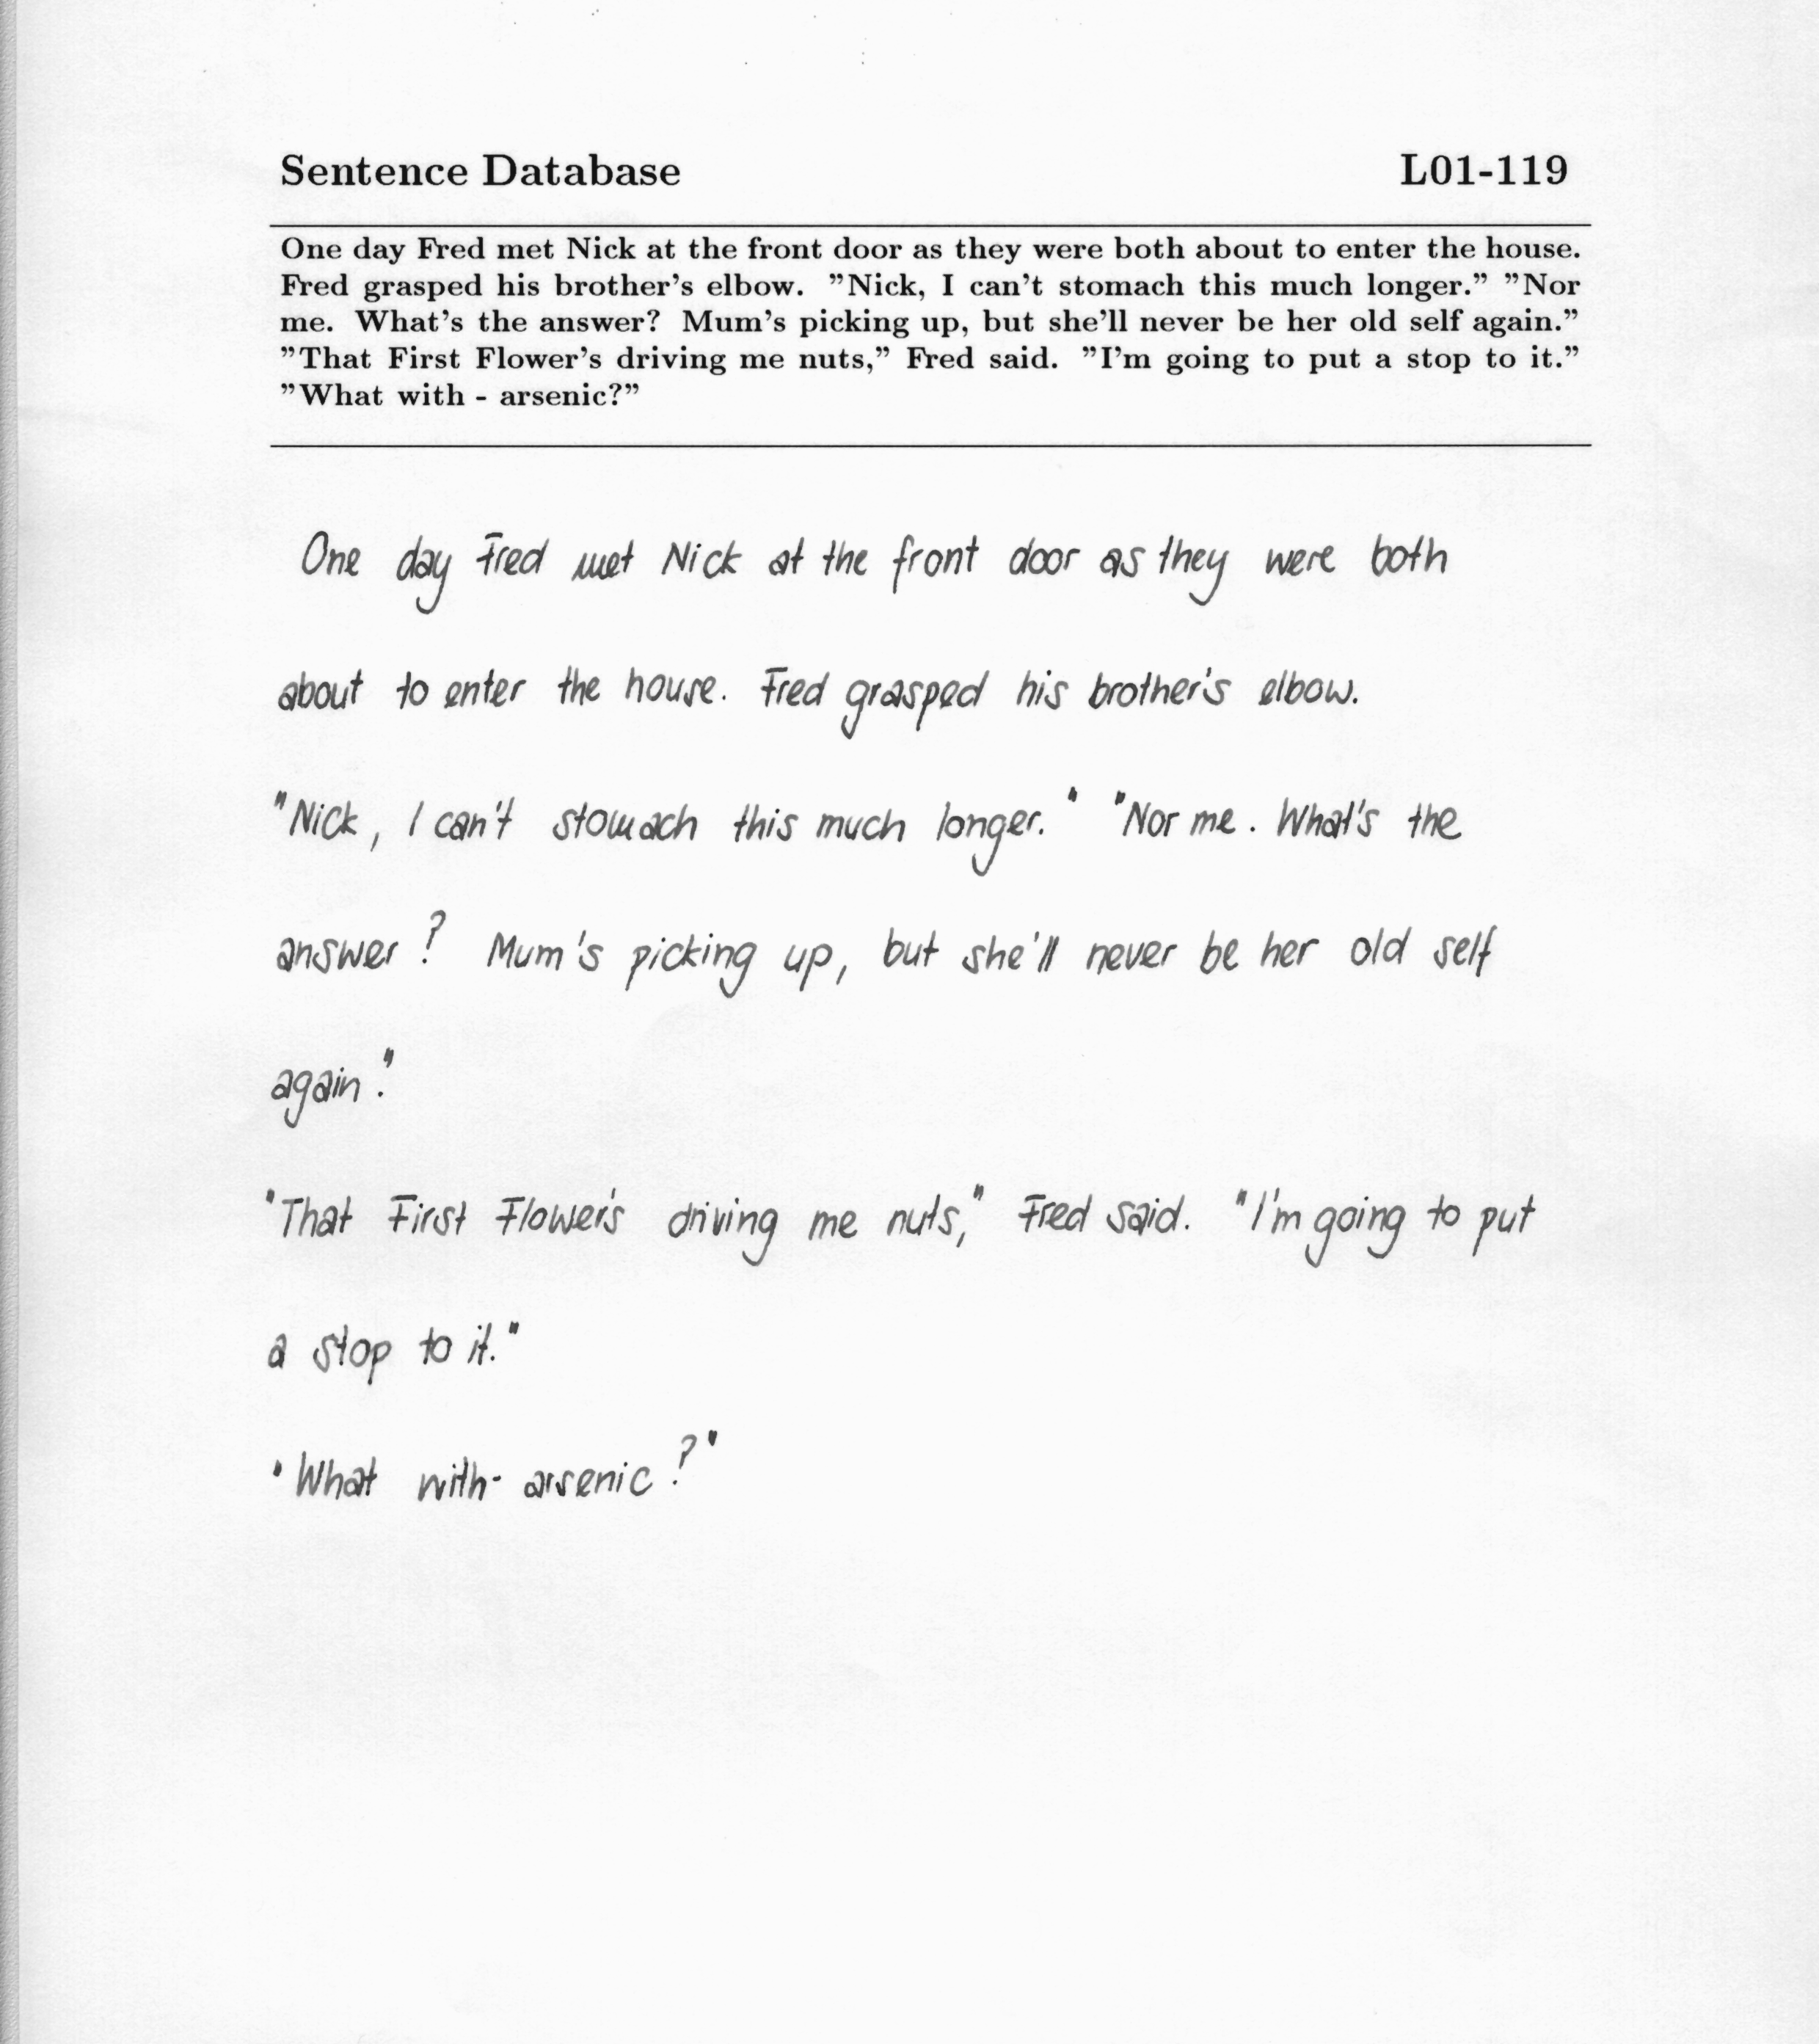 Sentence Database L01-119
One day Fred met Nick at the front door as they were both about to enter the house.
Fred grasped his brother's elbow. "Nick, I can't stomach this much longer." "Nor
me. What's the answer? Mum's picking up, but she'll never be her old self again."
"That First Flower's driving me nuts," Fred said. "I'm going to put a stop to it."
"What with - arsenic?"
One day Fred met Nick at the front door as they were both
about to enter the house. Fred grasped his brother's elbow.
"Nick, I can't stomach this much longer." "Nor me. What's the
answer? Mum's picking up, but she'll never be her old self
again."
"That First Flower's driving me nuts," Fred said. "I'm going to put
a stop to it."
"What with - arsenic?"